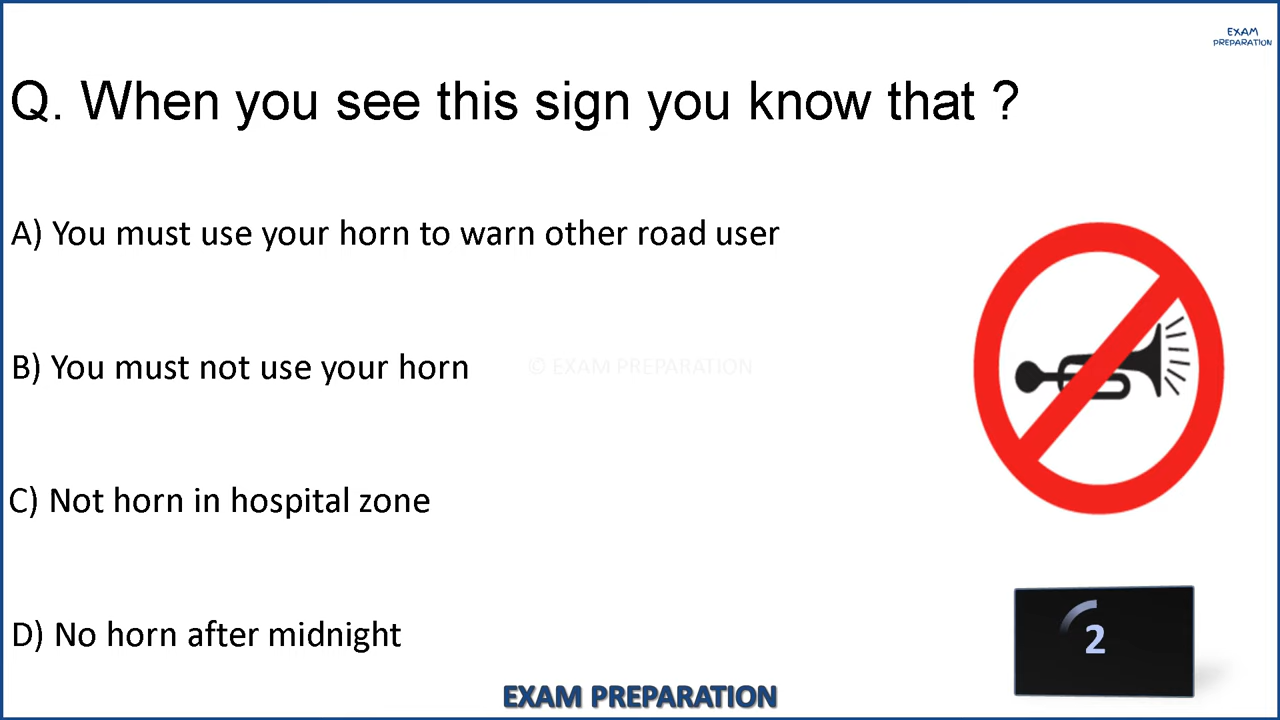 EXAM
PREPARATION
Q. When you see this sign you know that ?
A) You must use your horn to warn other road user
B) You must not use your horn
© EXAM PREPARATION
C) Not horn in hospital zone
D) No horn after midnight
2
EXAM PREPARATION